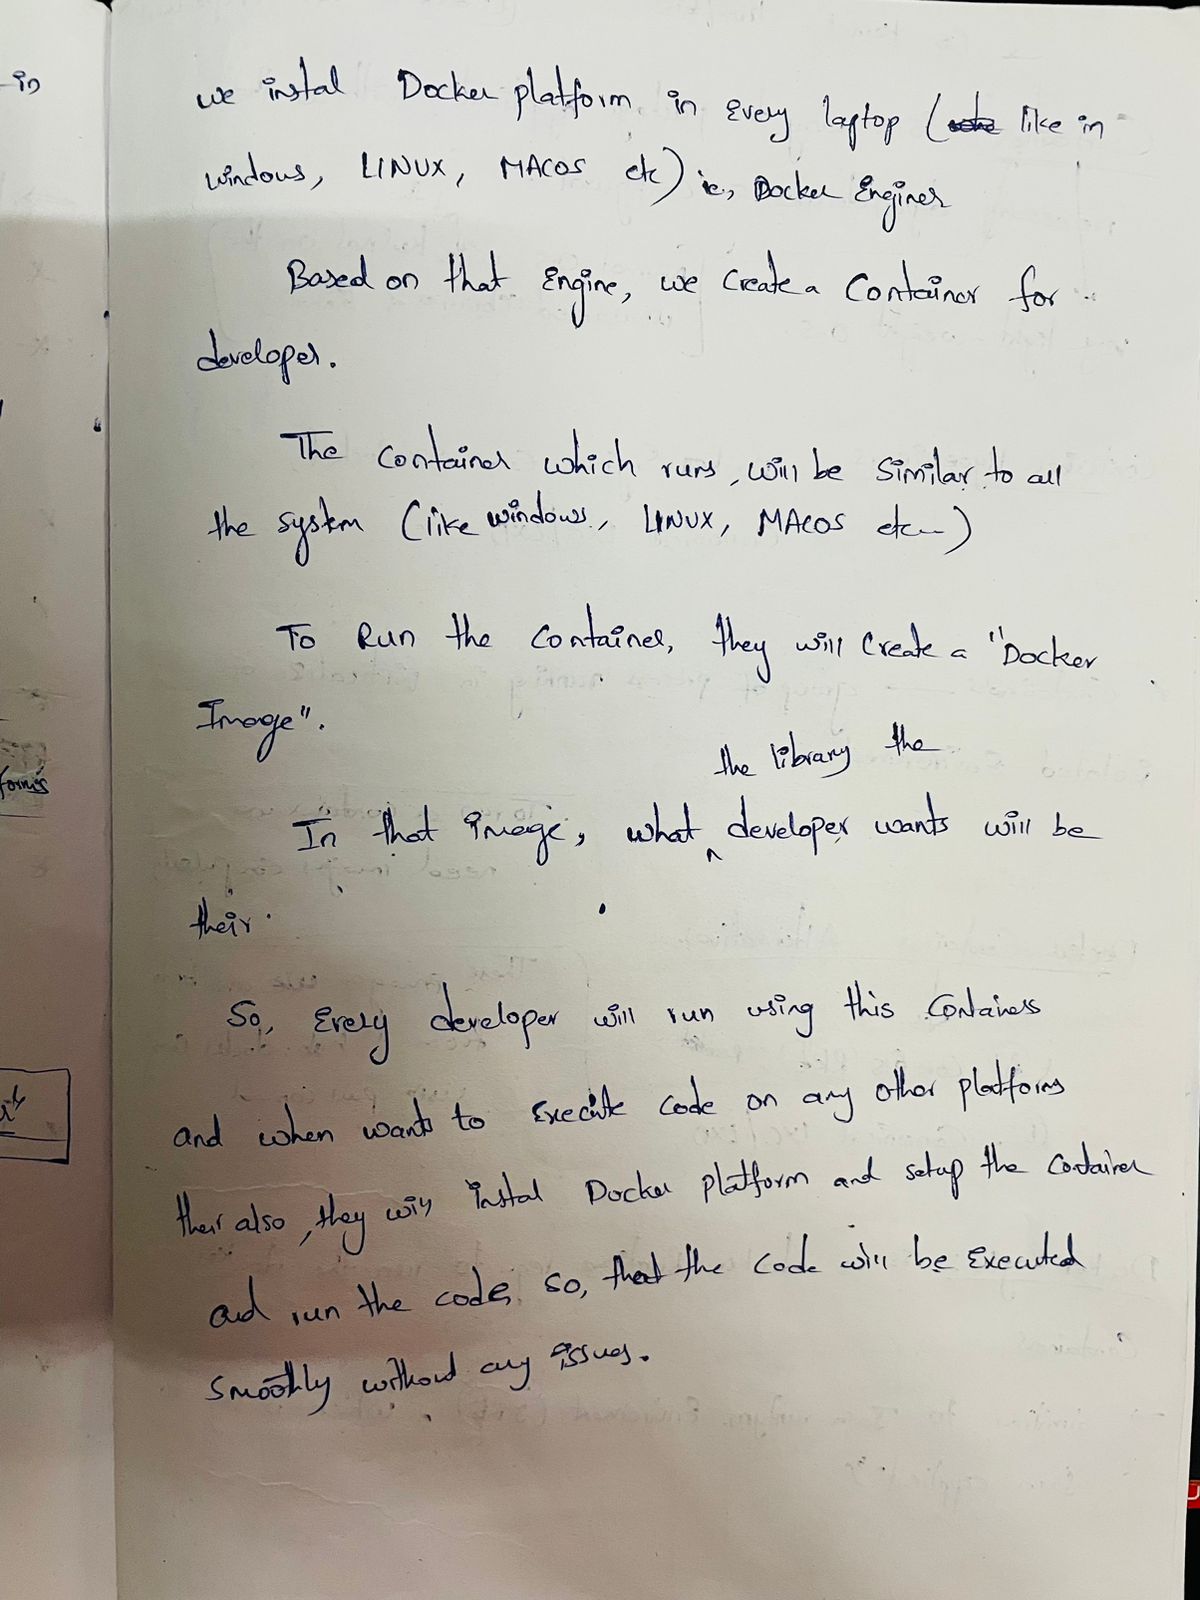 we instal Docker platform in Every laptop ( like in
windows, LINUX, MACOS etc) ie, Docker Enginer
Based on that Engine, we Create a Container for
developer.
The Container which runs, will be Similar to all
the system (like windows, LINUX, MACOS etc...)
To Run the Container, they will Create a "Docker
Image".
the library the
In that image, what ^ developer wants will be
their.
So, Every developer will run using this Containers
and when wants to Execute code on any other platforms
their also, they will Instal Docker platform and setup the Container
and run the code, so, that the code will be Executed
Smoothly without any issues.
-in
forms